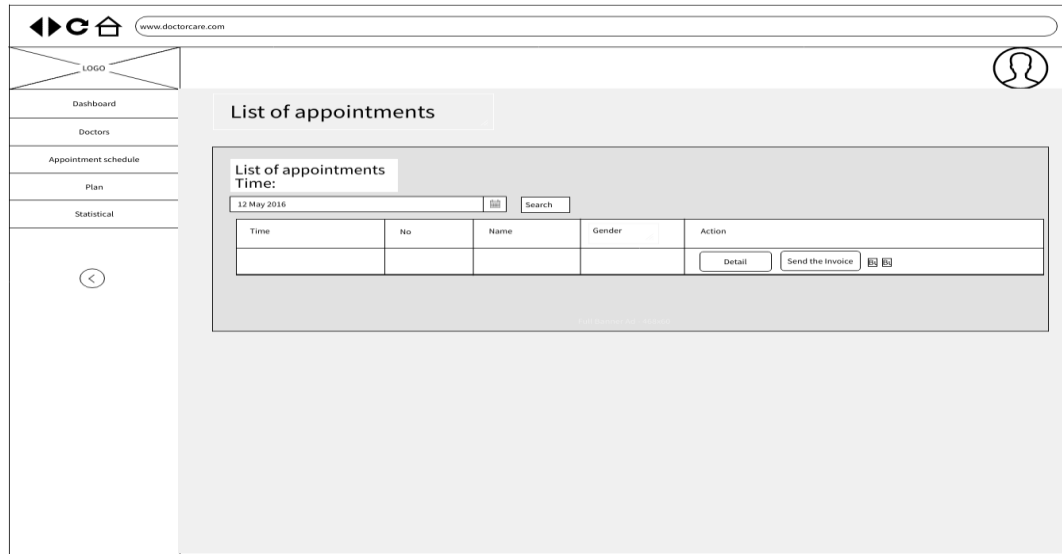 www.doctorcare.com
LOGO
Dashboard
Doctors
Appointment schedule
Plan
Statistical
List of appointments
List of appointments
Time:
12 May 2016
Search
Time No Name Gender Action
Detail Send the Invoice